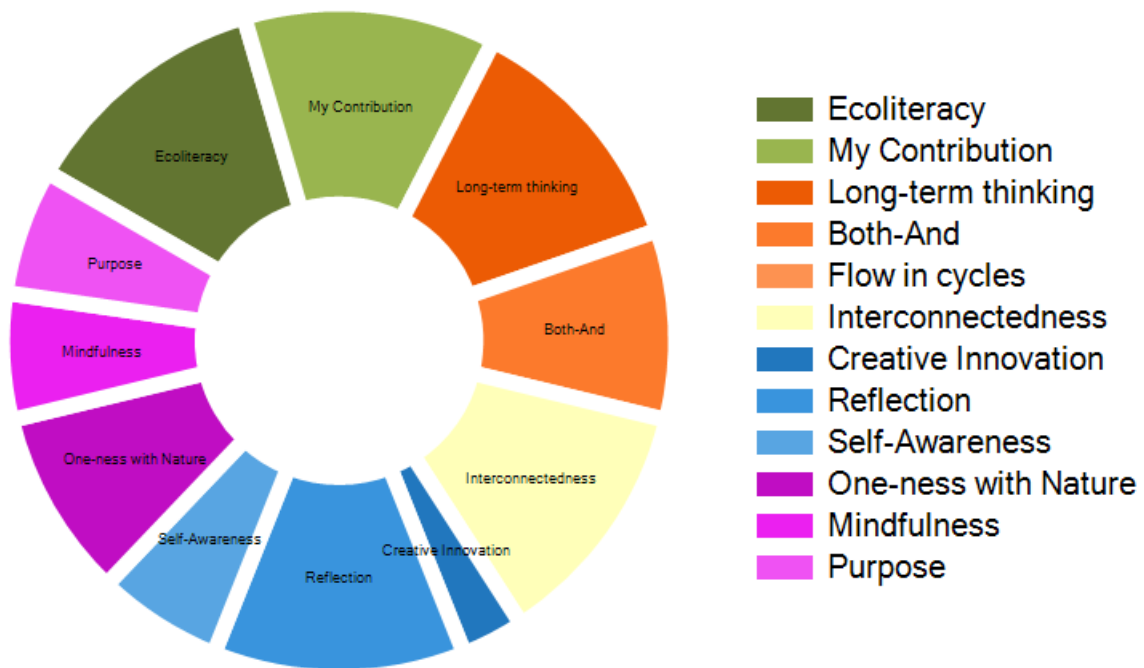 My Contribution
Ecoliteracy
Long-term thinking
Purpose
Both-And
Mindfulness
One-ness with Nature
Interconnectedness
Self-Awareness
Creative Innovation
Reflection
Ecoliteracy
My Contribution
Long-term thinking
Both-And
Flow in cycles
Interconnectedness
Creative Innovation
Reflection
Self-Awareness
One-ness with Nature
Mindfulness
Purpose